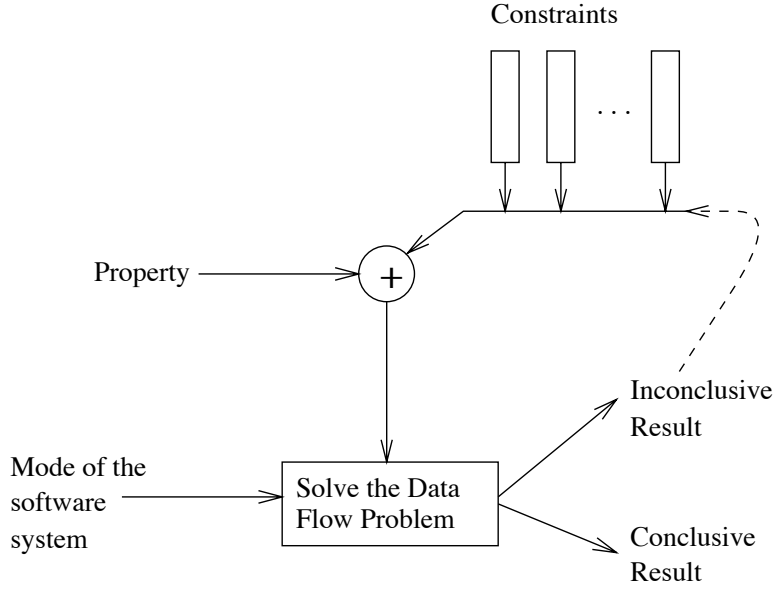 Constraints
. . .
Property
+
Inconclusive
Result
Mode of the
software
system
Solve the Data
Flow Problem
Conclusive
Result